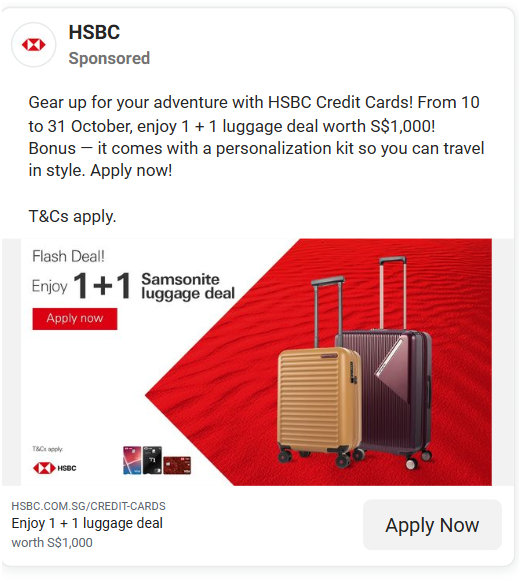 HSBC
Sponsored
Gear up for your adventure with HSBC Credit Cards! From 10
to 31 October, enjoy 1 + 1 luggage deal worth S$1,000!
Bonus — it comes with a personalization kit so you can travel
in style. Apply now!
T&Cs apply.
Flash Deal!
Enjoy 1+1 Samsonite
luggage deal
Apply now
T&Cs apply.
HSBC
HSBC.COM.SG/CREDIT-CARDS
Enjoy 1 + 1 luggage deal
worth S$1,000
Apply Now